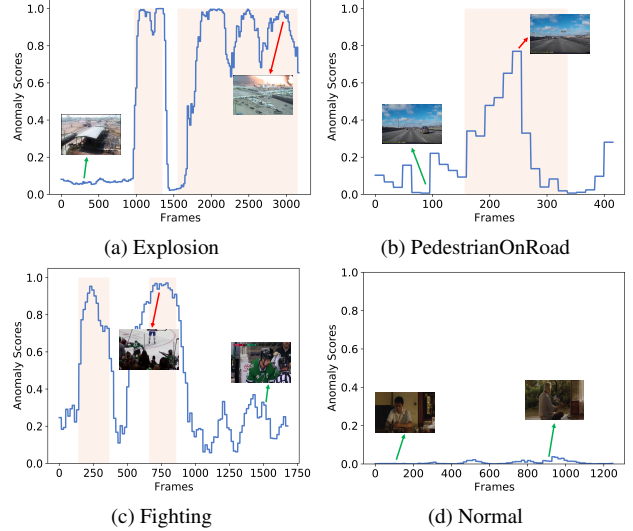 Anomaly Scores
1.0
0.8
0.6
0.4
0.2
0.0
0 500 1000 1500 2000 2500 3000
Frames
(a) Explosion
Anomaly Scores
1.0
0.8
0.6
0.4
0.2
0.0
0 200 400
Frames
(b) PedestrianOnRoad
Anomaly Scores
1.0
0.8
0.6
0.4
0.2
0.0
0 250 500 750 1000 1250 1500
Frames
(c) Fighting
Anomaly Scores
1.0
0.8
0.6
0.4
0.2
0.0
0 200 400 600 800 1000 1200
Frames
(d) Normal